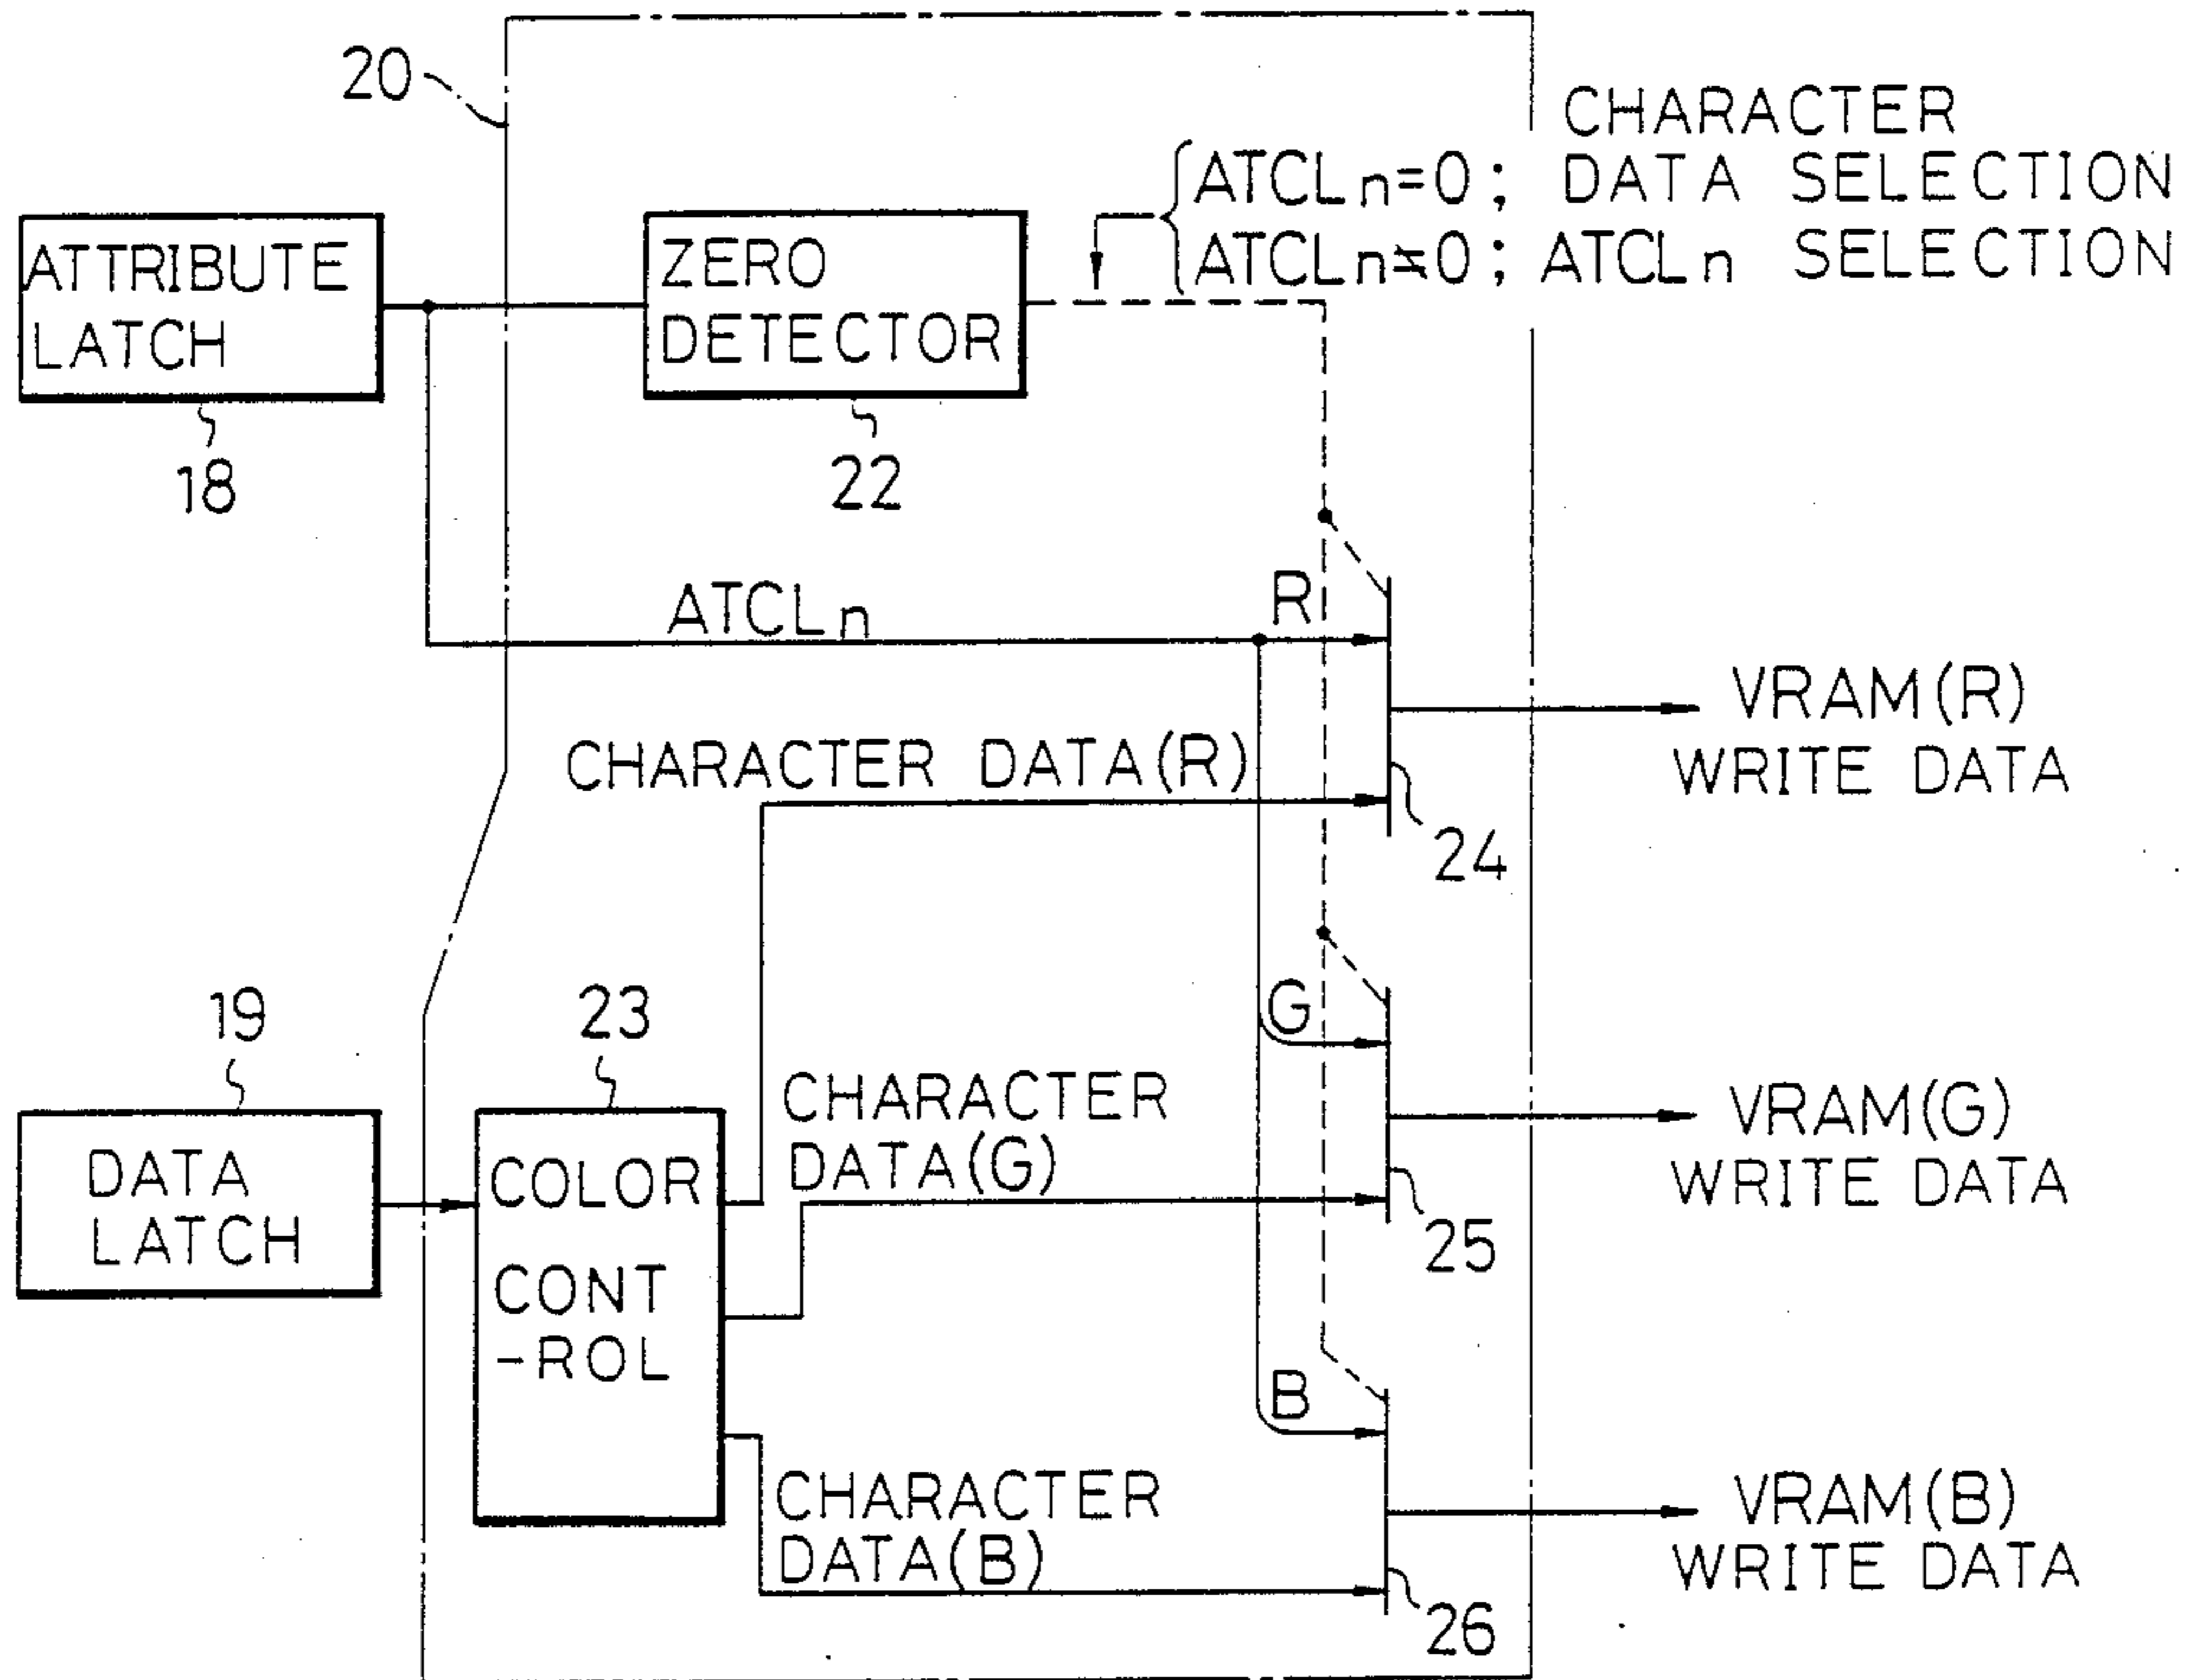 20
CHARACTER
ATCLn=0; DATA SELECTION
ATCLn≠0; ATCLn SELECTION
ATTRIBUTE
LATCH
18
ZERO
DETECTOR
22
ATCLn
R
VRAM(R)
WRITE DATA
CHARACTER DATA(R)
24
G
19
DATA
LATCH
23
COLOR
CONT
-ROL
CHARACTER
DATA(G)
VRAM(G)
WRITE DATA
25
B
CHARACTER
DATA(B)
VRAM(B)
WRITE DATA
26